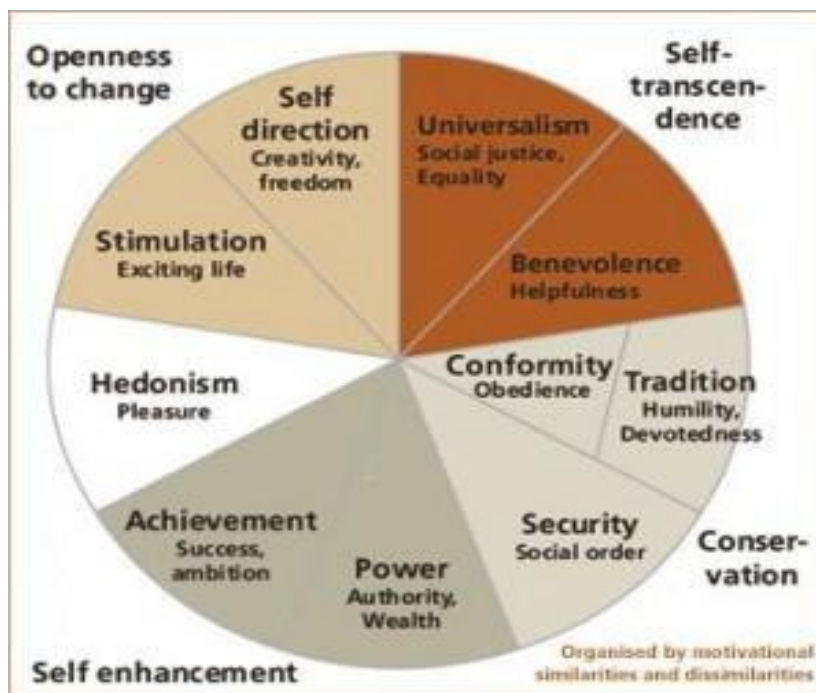 Openness
to change
Self-
transcen-
dence
Self
direction
Creativity,
freedom
Universalism
Social justice,
Equality
Stimulation
Exciting life
Benevolence
Helpfulness
Hedonism
Pleasure
Conformity
Obedience
Tradition
Humility,
Devotedness
Achievement
Success,
ambition
Power
Authority,
Wealth
Security
Social order
Conser-
vation
Self enhancement
Organised by motivational
similarities and dissimilarities